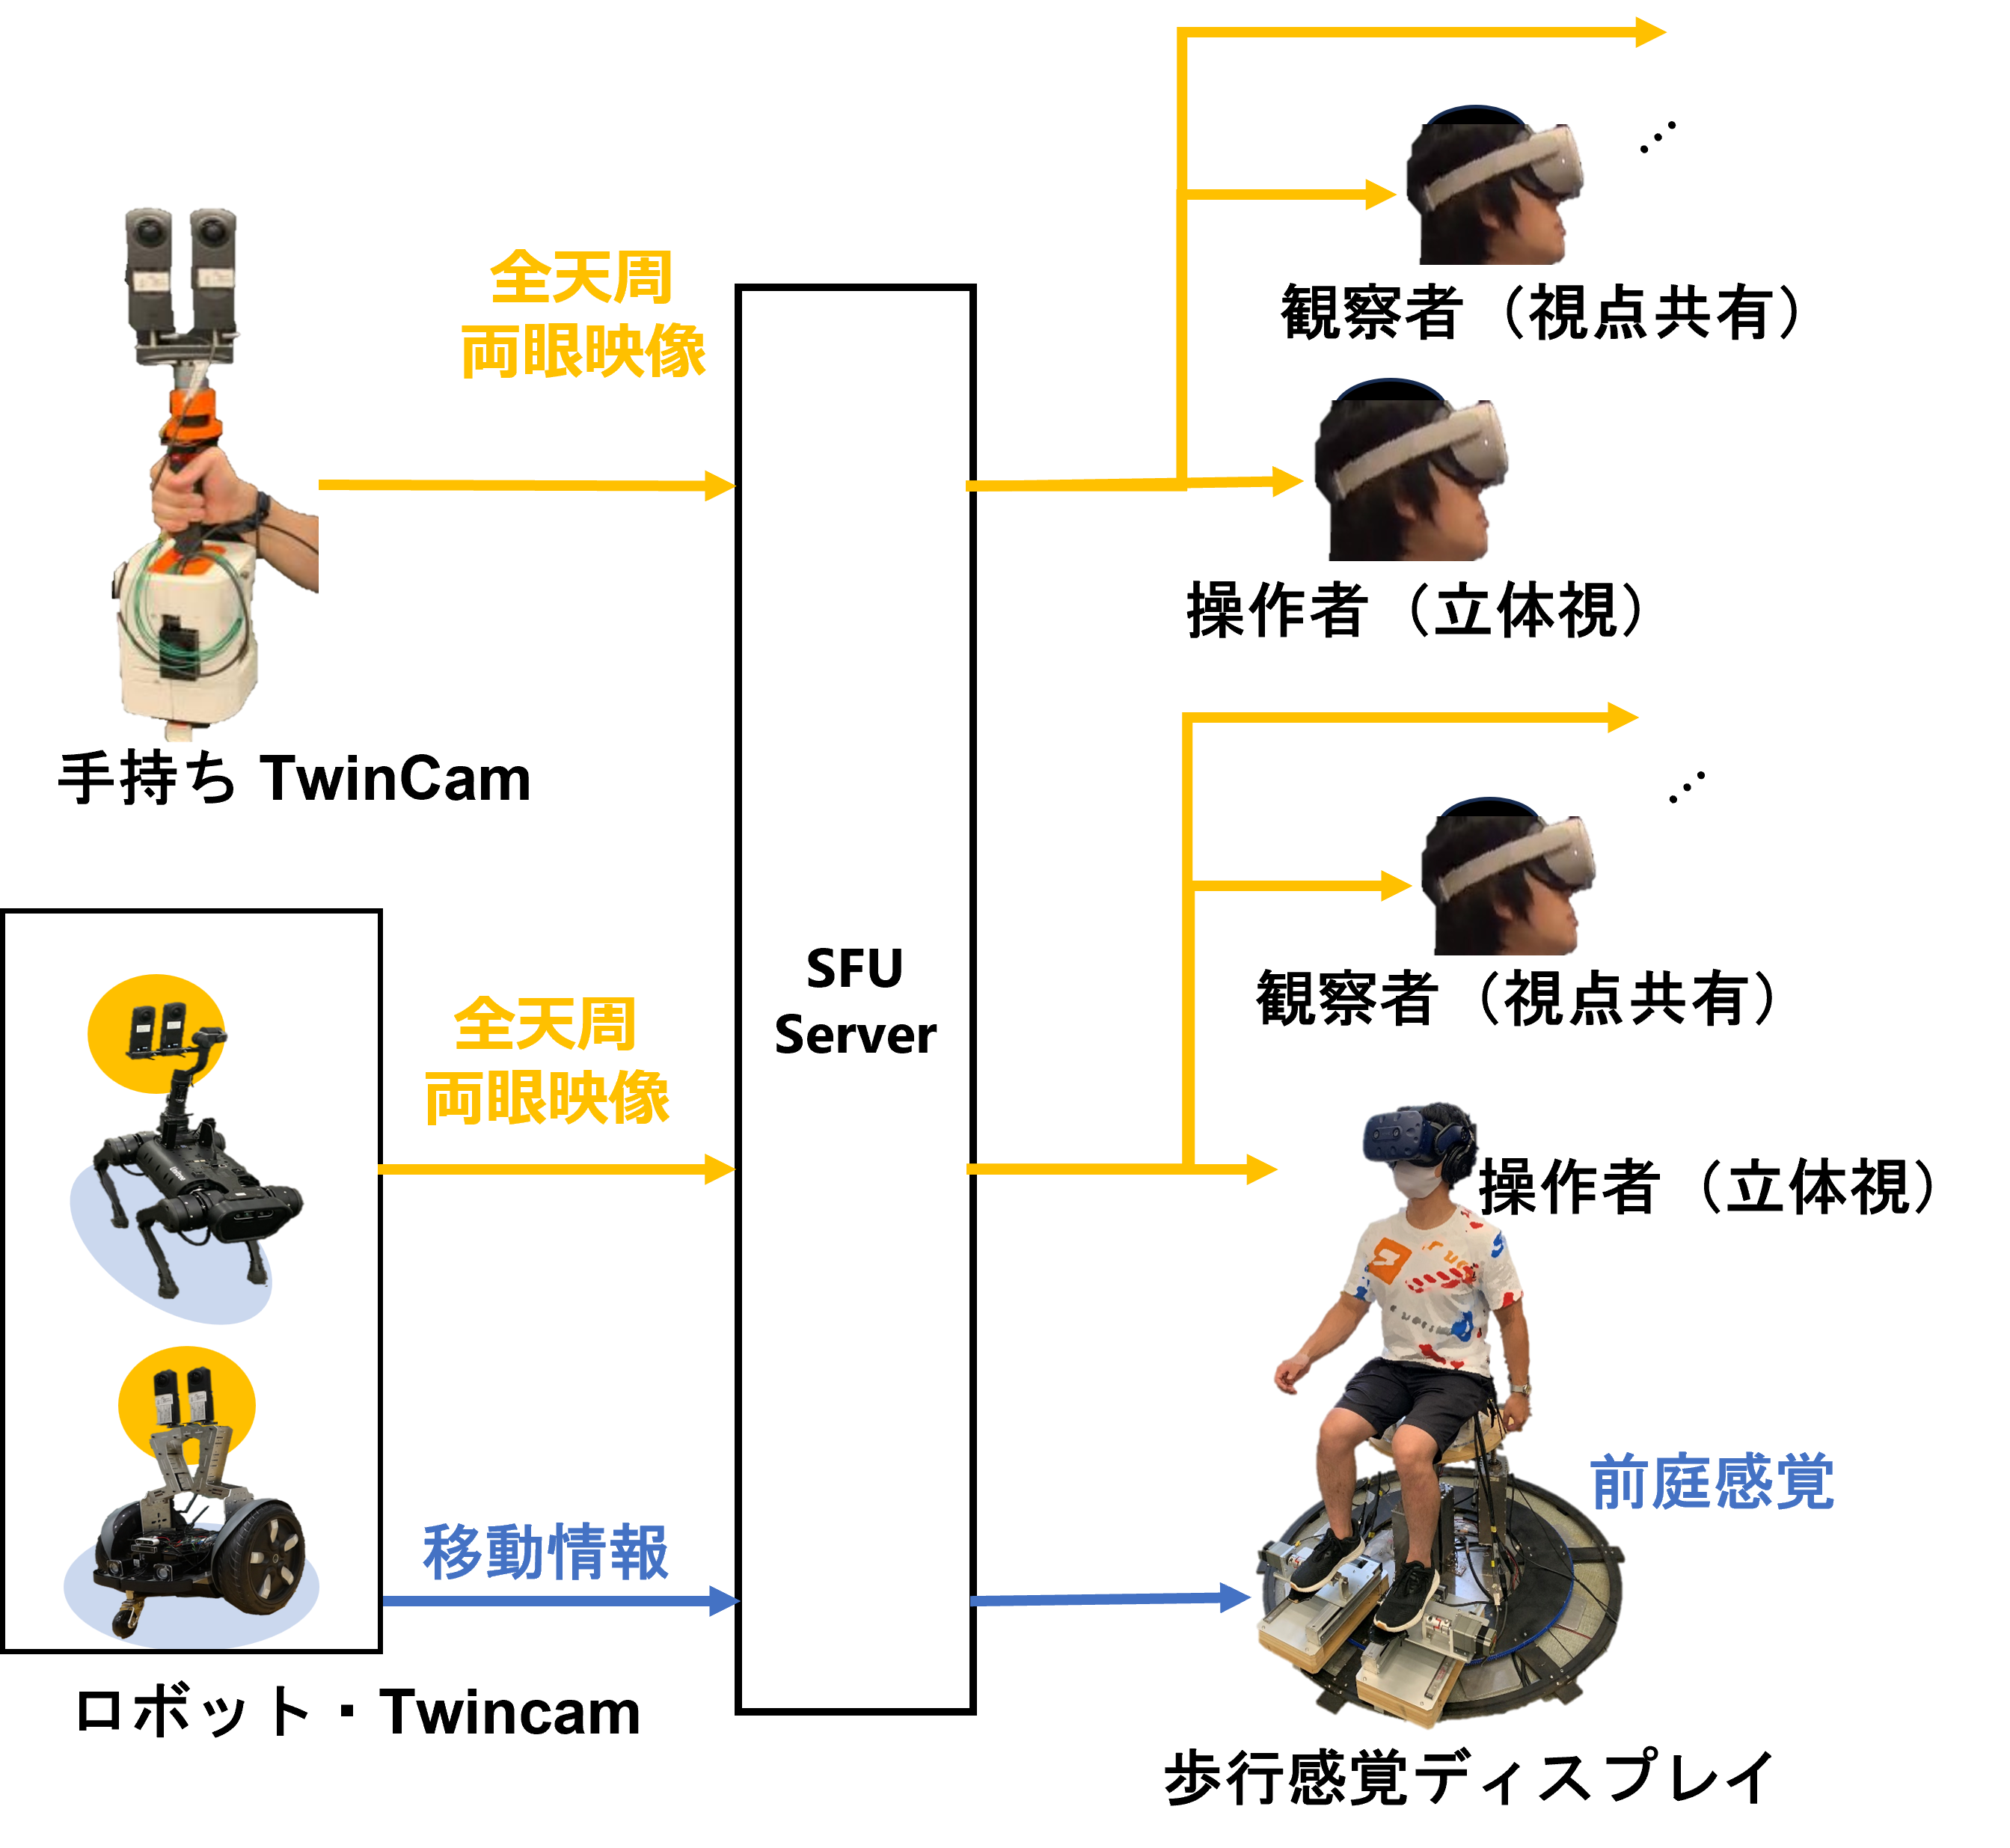 全天周
両眼映像
観察者（視点共有）
操作者（立体視）
手持ち TwinCam
SFU
Server
全天周
両眼映像
観察者（視点共有）
操作者（立体視）
移動情報
前庭感覚
ロボット・Twincam
歩行感覚ディスプレイ